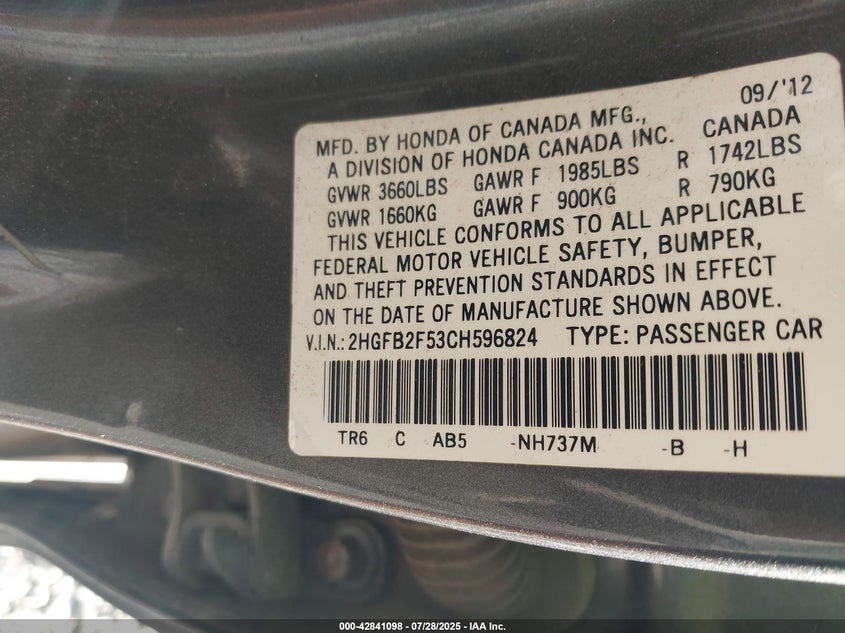 09/'12
MFD. BY HONDA OF CANADA MFG., CANADA
A DIVISION OF HONDA CANADA INC.
GVWR 3660LBS GAWR F 1985LBS R 1742LBS
GVWR 1660KG GAWR F 900KG R 790KG
THIS VEHICLE CONFORMS TO ALL APPLICABLE
FEDERAL MOTOR VEHICLE SAFETY, BUMPER,
AND THEFT PREVENTION STANDARDS IN EFFECT
ON THE DATE OF MANUFACTURE SHOWN ABOVE.
V.I.N.: 2HGFB2F53CH596824 TYPE: PASSENGER CAR
TR6 C AB5 -NH737M -B -H
000-42841098 | 07/28/2025 - IAA Inc.